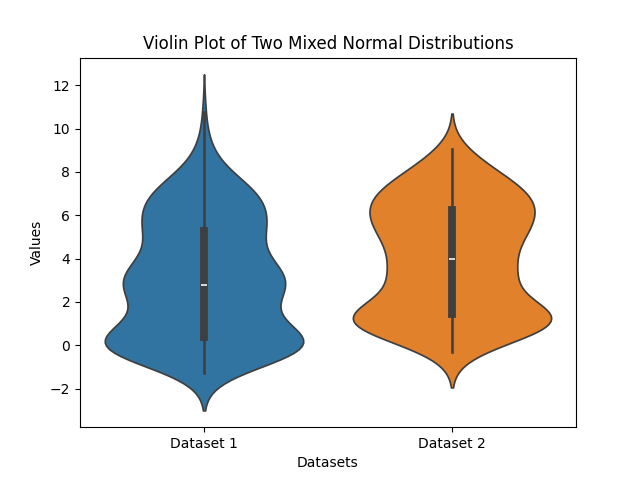 Violin Plot of Two Mixed Normal Distributions
12
10
8
6
4
2
0
−2
Values
Dataset 1
Dataset 2
Datasets